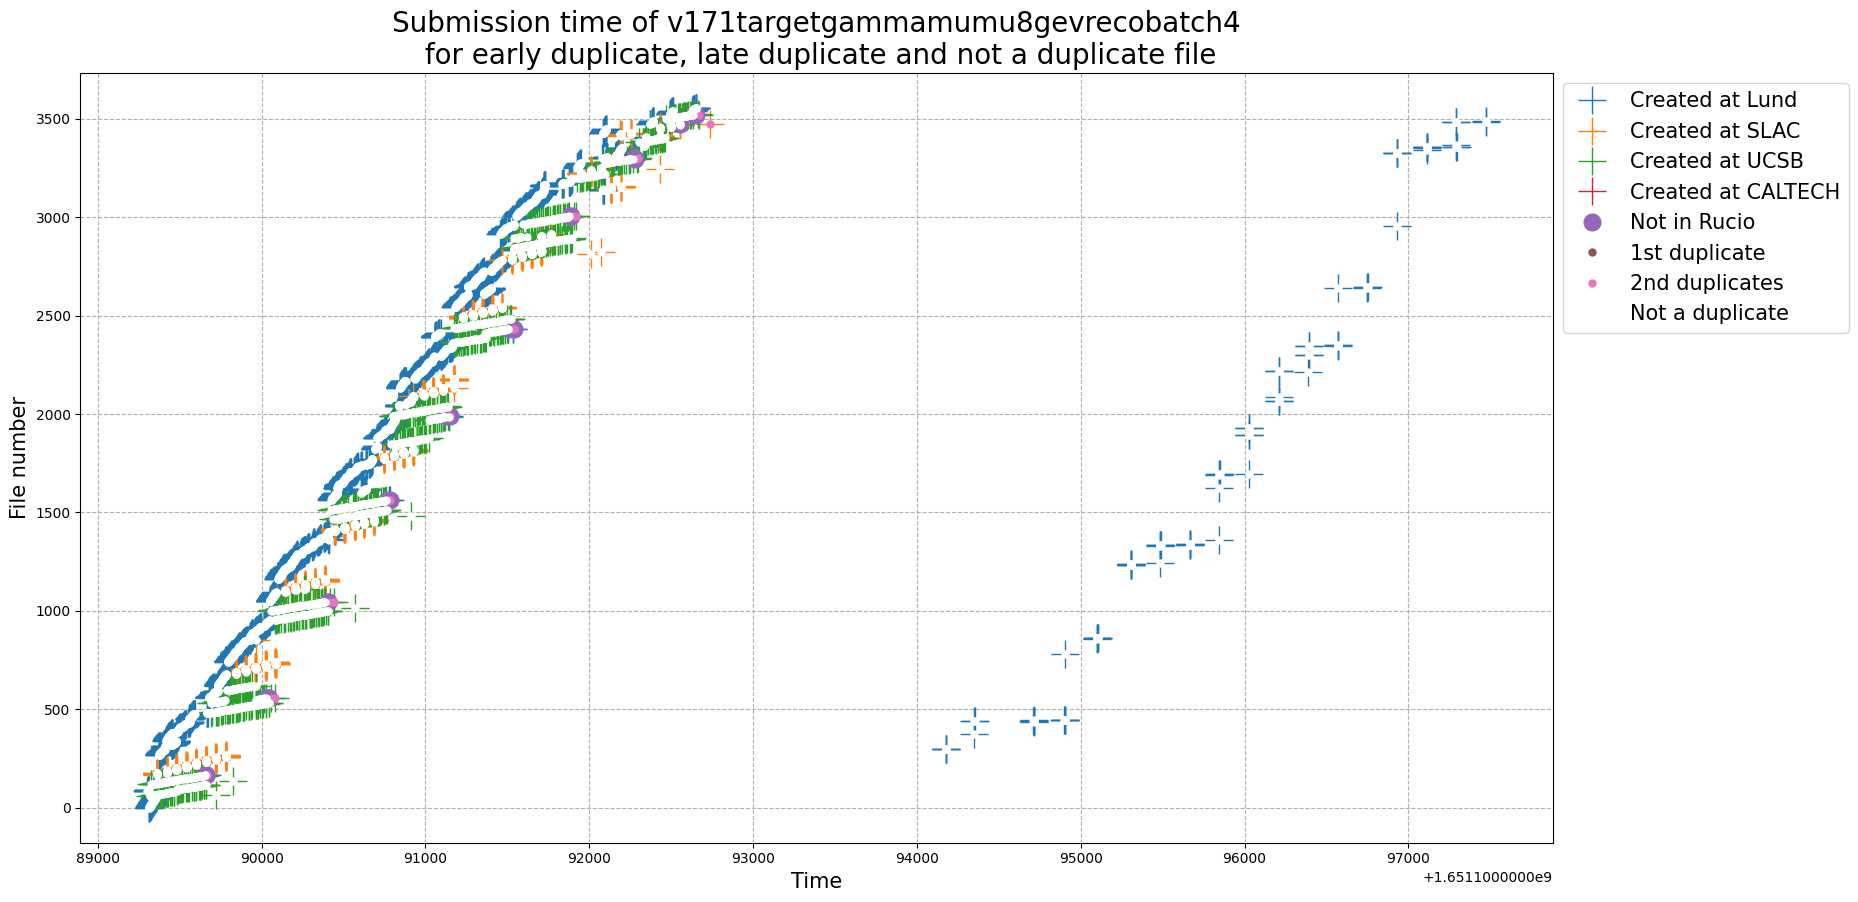 Submission time of v171targetgammamumu8gevrecobatch4
for early duplicate, late duplicate and not a duplicate file
Created at Lund
Created at SLAC
Created at UCSB
Created at CALTECH
Not in Rucio
1st duplicate
2nd duplicates
Not a duplicate
File number
3500
3000
2500
2000
1500
1000
500
0
89000
90000
91000
92000
93000
94000
95000
96000
97000
Time
+1.6511000000e9